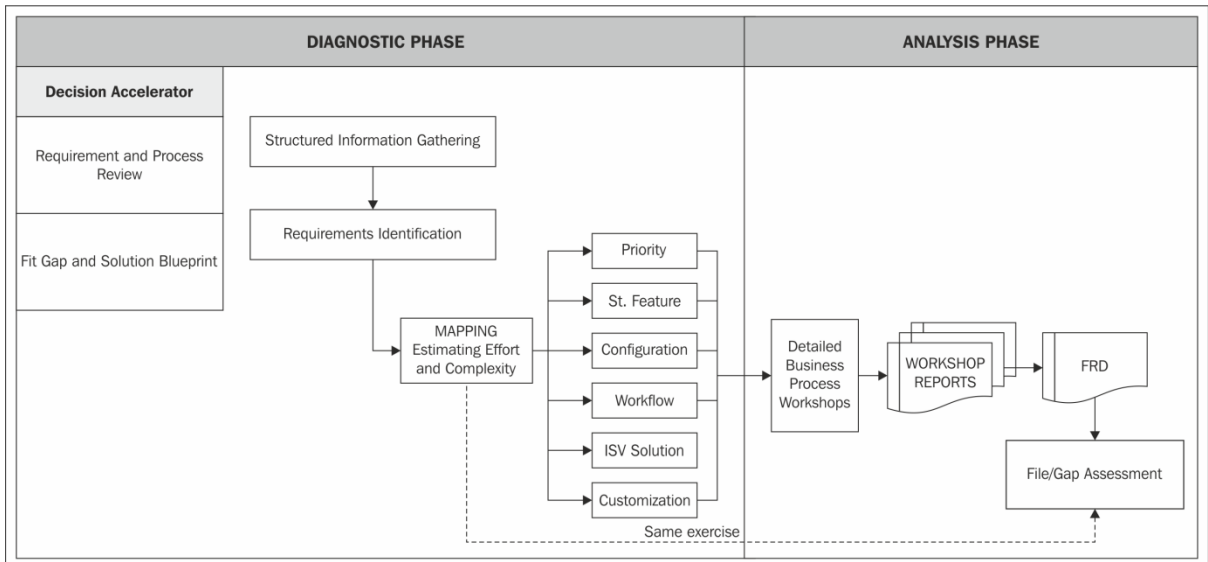 DIAGNOSTIC PHASE
ANALYSIS PHASE
Decision Accelerator
Requirement and Process
Review
Fit Gap and Solution Blueprint
Structured Information Gathering
Requirements Identification
MAPPING
Estimating Effort
and Complexity
Priority
St. Feature
Configuration
Workflow
ISV Solution
Customization
Detailed
Business
Process
Workshops
WORKSHOP
REPORTS
FRD
File/Gap Assessment
Same exercise